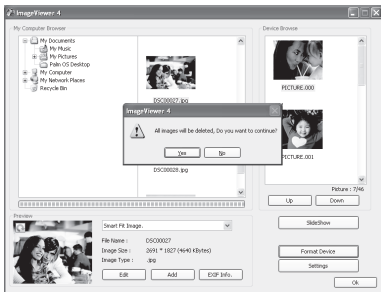 ImageViewer 4
My Computer Browser
My Documents
My Music
My Pictures
Palm OS Desktop
My Computer
My Network Places
Recycle Bin
DSC00027.jpg
DSC00028.jpg
Device Browse
PICTURE.000
PICTURE.001
Picture : 7/46
Up
Down
ImageViewer 4
All images will be deleted, Do you want to continue?
Yes
No
Preview
Smart Fit Image.
File Name : DSC00027
Image Size : 2691 * 1827 (4640 KBytes)
Image Type : .jpg
Edit
Add
EXIF Info.
SlideShow
Format Device
Settings
Ok